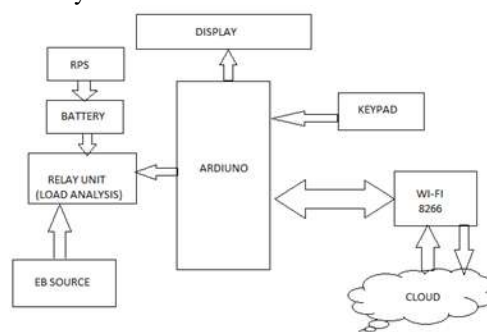 DISPLAY
RPS
KEYPAD
BATTERY
ARDIUNO
RELAY UNIT
(LOAD ANALYSIS)
WI-FI
8266
EB SOURCE
CLOUD